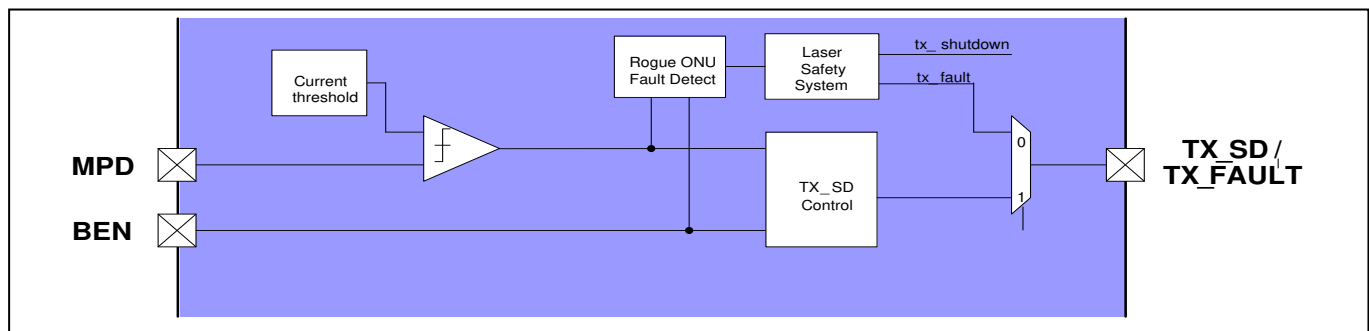 Current
threshold
Rogue ONU
Fault Detect
Laser
Safety
System
tx_ shutdown
tx_fault
MPD
BEN
TX_SD
Control
0
1
TX_SD /
TX_FAULT